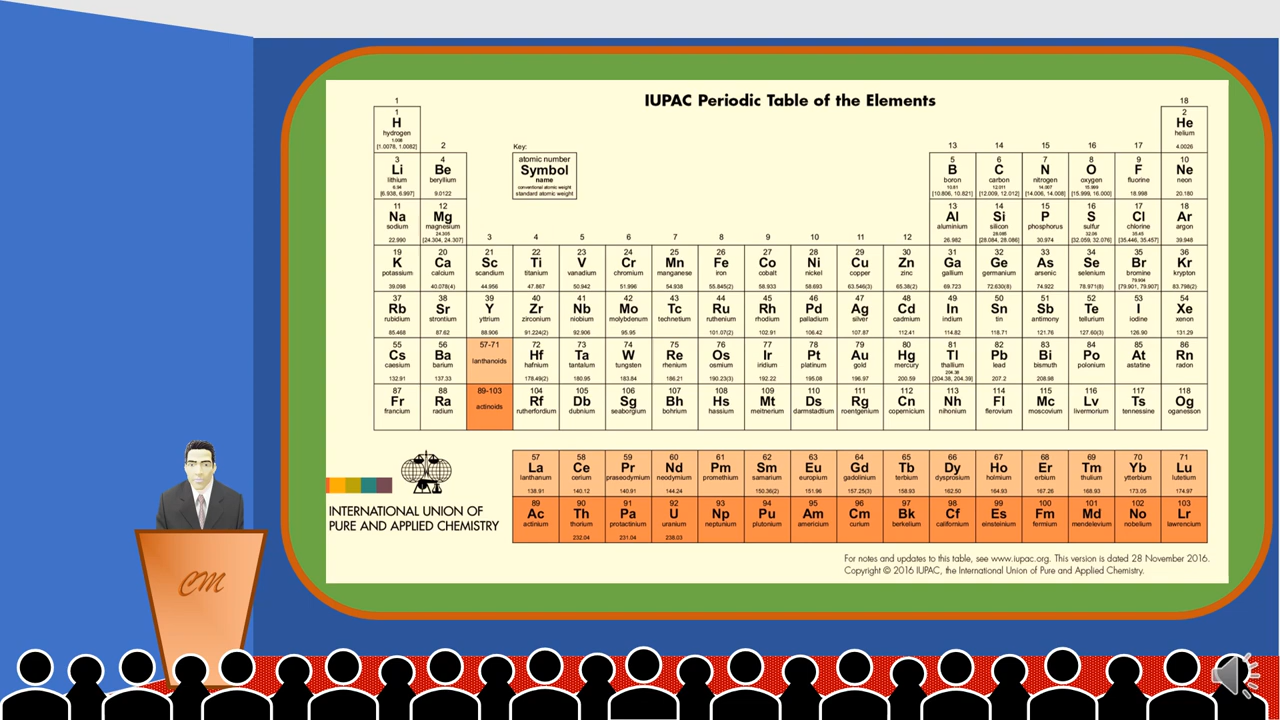 IUPAC Periodic Table of the Elements
1 18
1 2
H He
hydrogen helium
1.008
[1.0078, 1.0082] 2 13 14 15 16 17 4.0026
Key:
atomic number
Symbol
name
conventional atomic weight
standard atomic weight
3 4 5 6 7 8 9 10
Li Be B C N O F Ne
lithium beryllium boron carbon nitrogen oxygen fluorine neon
6.94 10.81 12.011 14.007 15.999
[6.938, 6.997] 9.0122 [10.806, 10.821] [12.009, 12.012] [14.006, 14.008] [15.999, 16.000] 18.998 20.180
11 12 13 14 15 16 17 18
Na Mg Al Si P S Cl Ar
sodium magnesium aluminium silicon phosphorus sulfur chlorine argon
24.305 28.085 32.06 35.45
22.990 [24.304, 24.307] 3 4 5 6 7 8 9 10 11 12 26.982 [28.084, 28.086] 30.974 [32.059, 32.076] [35.446, 35.457] 39.948
19 20 21 22 23 24 25 26 27 28 29 30 31 32 33 34 35 36
K Ca Sc Ti V Cr Mn Fe Co Ni Cu Zn Ga Ge As Se Br Kr
potassium calcium scandium titanium vanadium chromium manganese iron cobalt nickel copper zinc gallium germanium arsenic selenium bromine krypton
79.904
39.098 40.078(4) 44.956 47.867 50.942 51.996 54.938 55.845(2) 58.933 58.693 63.546(3) 65.38(2) 69.723 72.630(8) 74.922 78.971(8) [79.901, 79.907] 83.798(2)
37 38 39 40 41 42 43 44 45 46 47 48 49 50 51 52 53 54
Rb Sr Y Zr Nb Mo Tc Ru Rh Pd Ag Cd In Sn Sb Te I Xe
rubidium strontium yttrium zirconium niobium molybdenum technetium ruthenium rhodium palladium silver cadmium indium tin antimony tellurium iodine xenon
85.468 87.62 88.906 91.224(2) 92.906 95.95 101.07(2) 102.91 106.42 107.87 112.41 114.82 118.71 121.76 127.60(3) 126.90 131.29
55 56 57-71 72 73 74 75 76 77 78 79 80 81 82 83 84 85 86
Cs Ba Hf Ta W Re Os Ir Pt Au Hg Tl Pb Bi Po At Rn
caesium barium lanthanoids hafnium tantalum tungsten rhenium osmium iridium platinum gold mercury thallium lead bismuth polonium astatine radon
204.38
132.91 137.33 178.49(2) 180.95 183.84 186.21 190.23(3) 192.22 195.08 196.97 200.59 [204.38, 204.39] 207.2 208.98
87 88 89-103 104 105 106 107 108 109 110 111 112 113 114 115 116 117 118
Fr Ra Rf Db Sg Bh Hs Mt Ds Rg Cn Nh Fl Mc Lv Ts Og
francium radium actinoids rutherfordium dubnium seaborgium bohrium hassium meitnerium darmstadtium roentgenium copernicium nihonium flerovium moscovium livermorium tennessine oganesson
57 58 59 60 61 62 63 64 65 66 67 68 69 70 71
La Ce Pr Nd Pm Sm Eu Gd Tb Dy Ho Er Tm Yb Lu
lanthanum cerium praseodymium neodymium promethium samarium europium gadolinium terbium dysprosium holmium erbium thulium ytterbium lutetium
138.91 140.12 140.91 144.24 150.36(2) 151.96 157.25(3) 158.93 162.50 164.93 167.26 168.93 173.05 174.97
89 90 91 92 93 94 95 96 97 98 99 100 101 102 103
Ac Th Pa U Np Pu Am Cm Bk Cf Es Fm Md No Lr
actinium thorium protactinium uranium neptunium plutonium americium curium berkelium californium einsteinium fermium mendelevium nobelium lawrencium
232.04 231.04 238.03
INTERNATIONAL UNION OF
PURE AND APPLIED CHEMISTRY
For notes and updates to this table, see www.iupac.org. This version is dated 28 November 2016.
Copyright © 2016 IUPAC, the International Union of Pure and Applied Chemistry.
CM